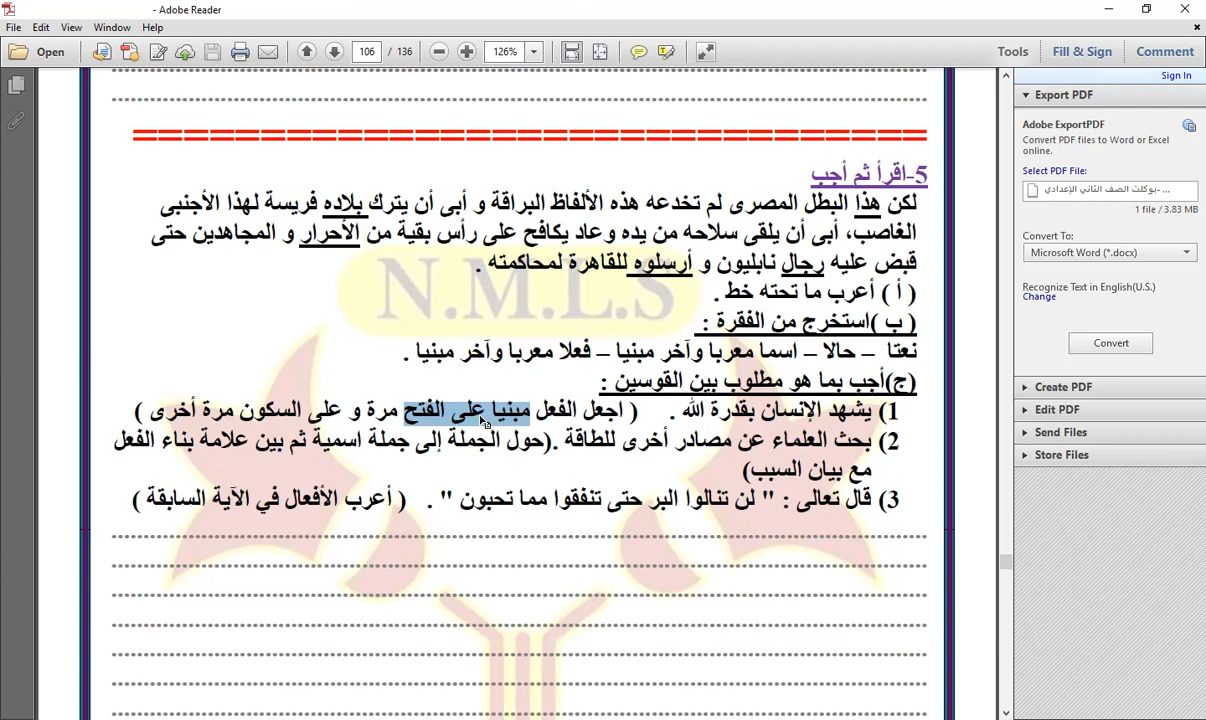 - Adobe Reader
File Edit View Window Help
Open 106 / 136 126% Tools Fill & Sign Comment
Sign In
Export PDF
Adobe ExportPDF
Convert PDF files to Word or Excel
online.
Select PDF File:
بوكلت الصف الثاني الإعدادي- ...
1 file / 3.83 MB
Convert To:
Microsoft Word (*.docx)
Recognize Text in English(U.S.)
Change
Convert
Create PDF
Edit PDF
Send Files
Store Files
5-اقرأ ثم أجب
لكن هذا البطل المصرى لم تخدعه هذه الألفاظ البراقة و أبى أن يترك بلاده فريسة لهذا الأجنبى
الغاصب، أبى أن يلقى سلاحه من يده وعاد يكافح على رأس بقية من الأحرار و المجاهدين حتى
قبض عليه رجال نابليون و أرسلوه للقاهرة لمحاكمته .
( أ ) أعرب ما تحته خط .
( ب )استخرج من الفقرة :
نعتا – حالا – اسما معربا وآخر مبنيا – فعلا معربا وآخر مبنيا .
(ج)أجب بما هو مطلوب بين القوسين :
1) يشهد الإنسان بقدرة الله . ( اجعل الفعل مبنيا على الفتح مرة و على السكون مرة أخرى )
2) بحث العلماء عن مصادر أخرى للطاقة .(حول الجملة إلى جملة اسمية ثم بين علامة بناء الفعل
مع بيان السبب)
3) قال تعالى : " لن تنالوا البر حتى تنفقوا مما تحبون " . ( أعرب الأفعال في الآية السابقة )
N.M.L.S